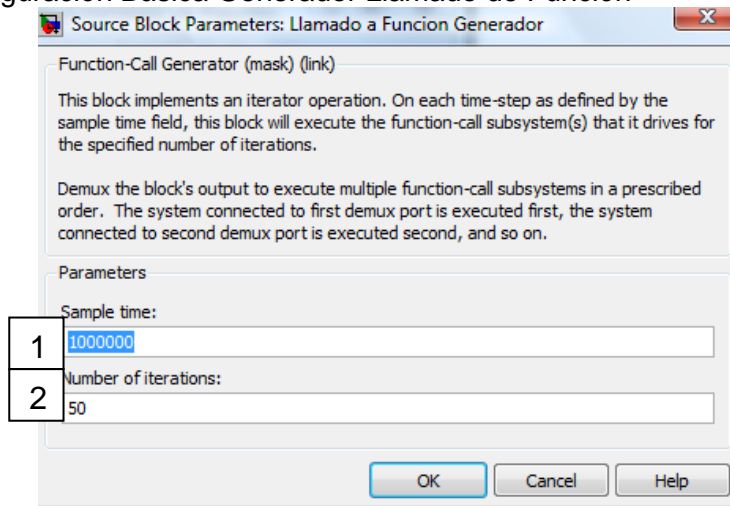 Source Block Parameters: Llamado a Funcion Generador
Function-Call Generator (mask) (link)
This block implements an iterator operation. On each time-step as defined by the
sample time field, this block will execute the function-call subsystem(s) that it drives for
the specified number of iterations.
Demux the block's output to execute multiple function-call subsystems in a prescribed
order. The system connected to first demux port is executed first, the system
connected to second demux port is executed second, and so on.
Parameters
Sample time:
1
1000000
Number of iterations:
2
50
OK Cancel Help